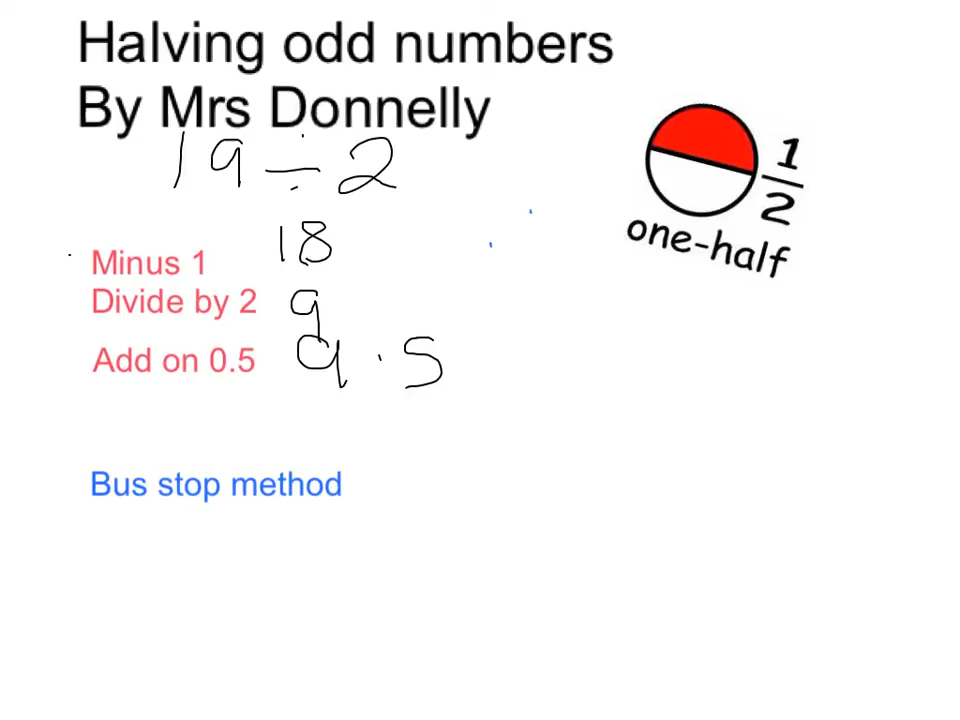 Halving odd numbers
By Mrs Donnelly
19 ÷ 2
1
2
one-half
18
Minus 1
Divide by 2 9
Add on 0.5 9.5
Bus stop method